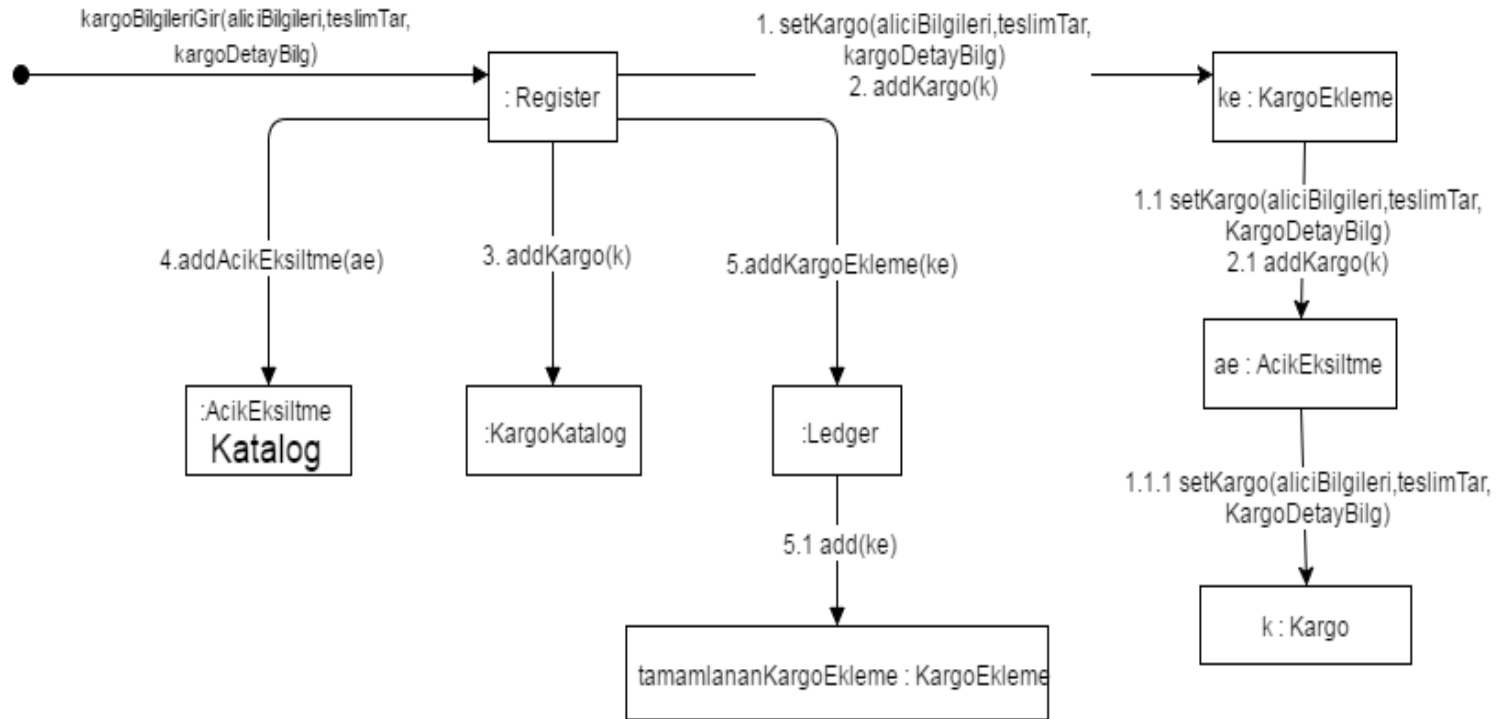 kargoBilgileriGir(aliciBilgileri,teslimTar,
kargoDetayBilg)
1. setKargo(aliciBilgileri,teslimTar,
kargoDetayBilg)
2. addKargo(k)
: Register
ke : KargoEkleme
1.1 setKargo(aliciBilgileri,teslimTar,
KargoDetayBilg)
2.1 addKargo(k)
4.addAcikEksiltme(ae)
3. addKargo(k)
5.addKargoEkleme(ke)
ae : AcikEksiltme
:AcikEksiltme
Katalog
:KargoKatalog
:Ledger
1.1.1 setKargo(aliciBilgileri,teslimTar,
KargoDetayBilg)
5.1 add(ke)
k : Kargo
tamamlananKargoEkleme : KargoEkleme